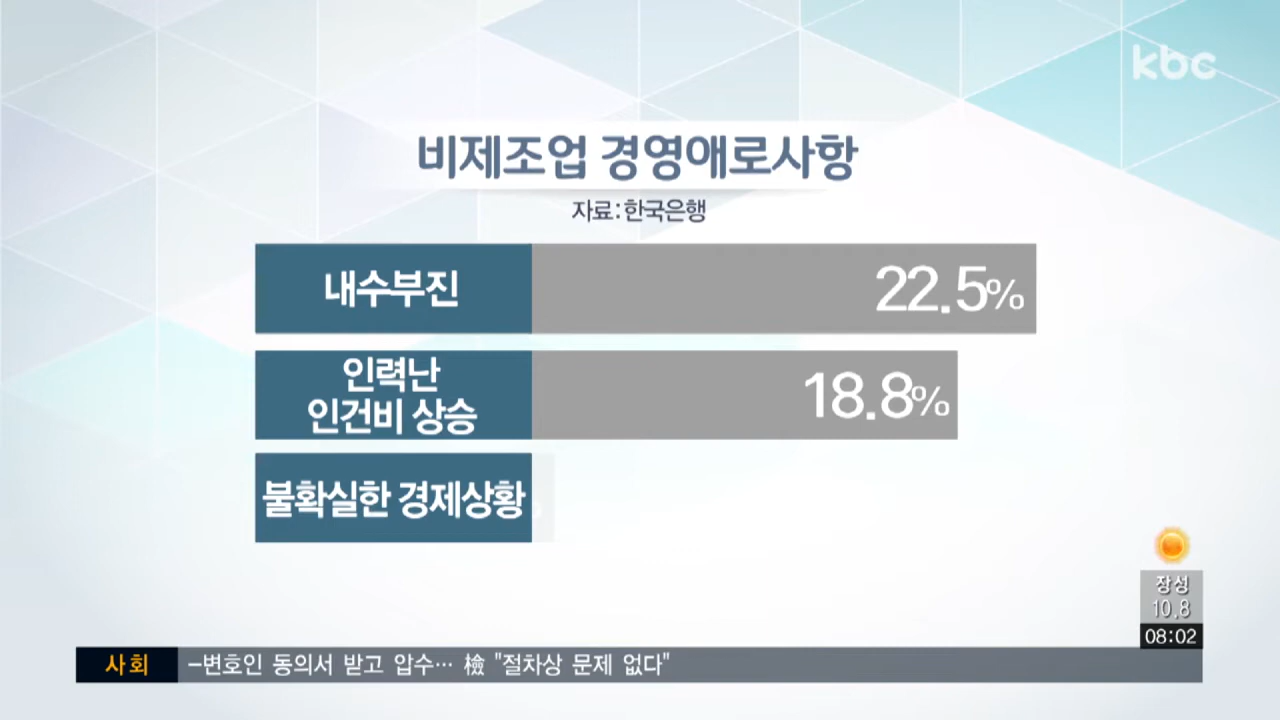 kbc
비제조업 경영애로사항
자료:한국은행
내수부진
22.5%
인력난
인건비 상승
18.8%
불확실한 경제상황
장성
10.8
08:02
사회
-변호인 동의서 받고 압수… 檢 "절차상 문제 없다"